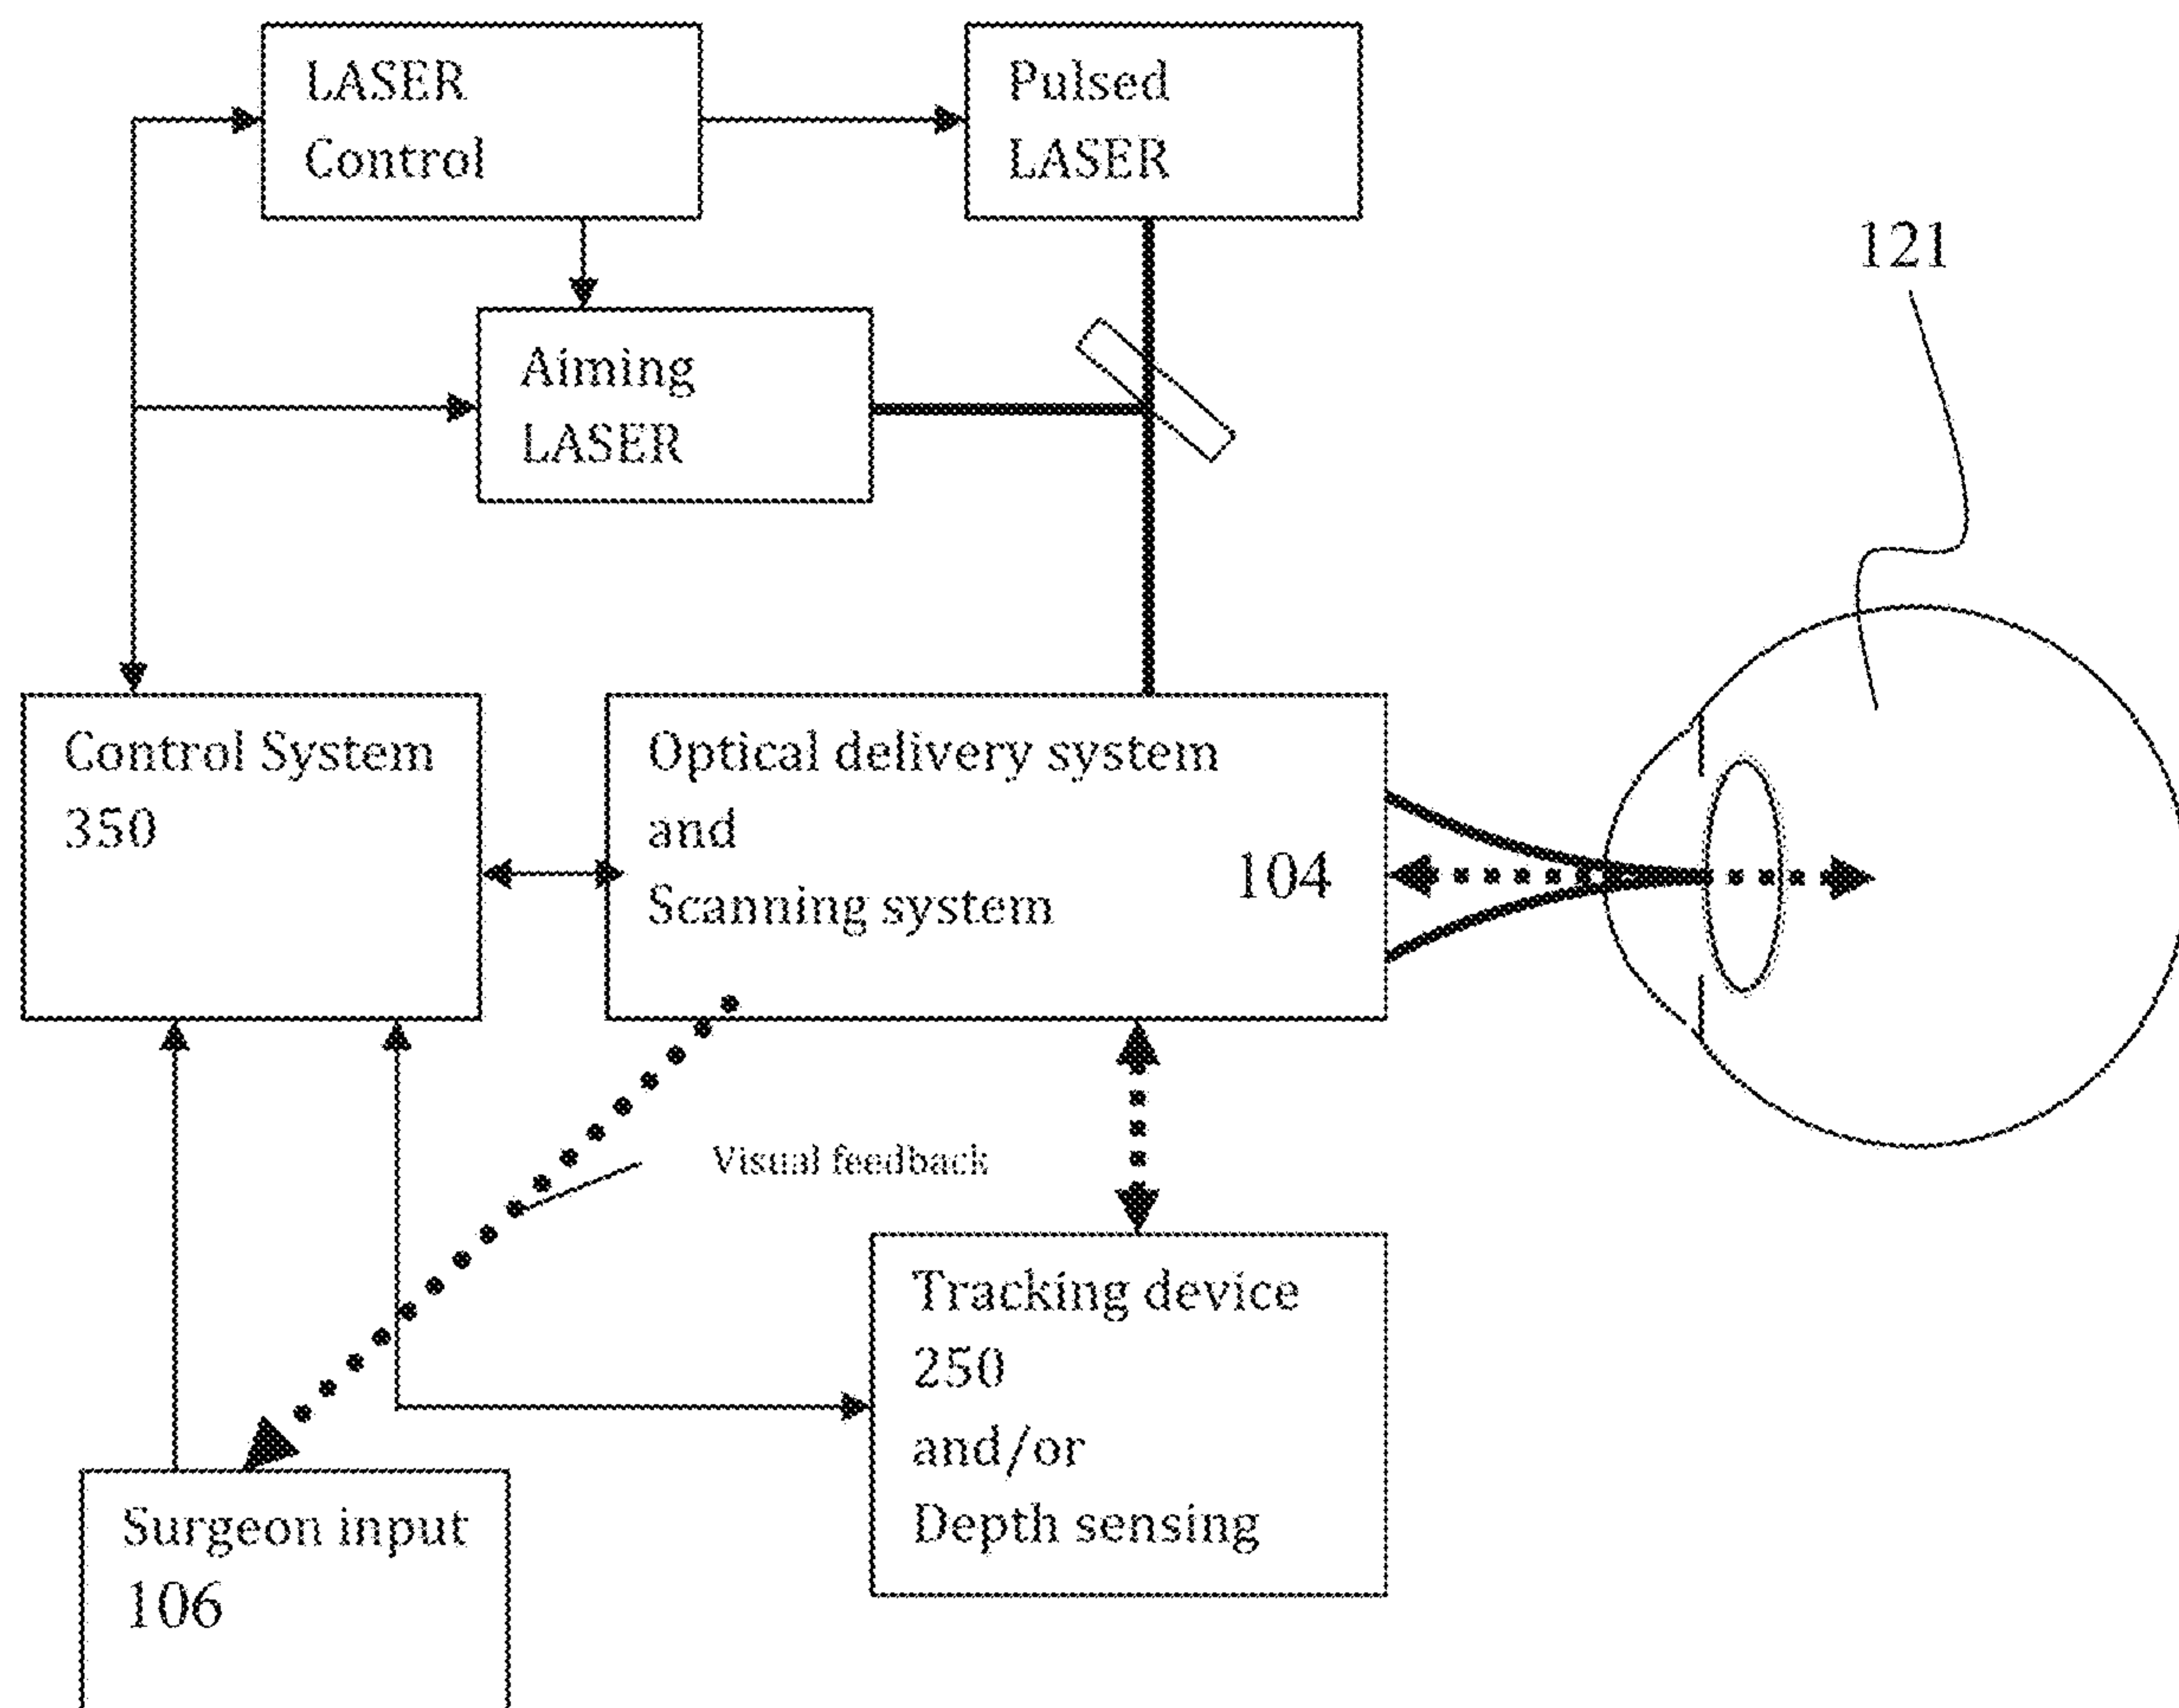 LASER
Control
Pulsed
LASER
121
Aiming
LASER
Control System
350
Optical delivery system
and
Scanning system
104
Visual feedback
Tracking device
250
and/or
Depth sensing
Surgeon input
106